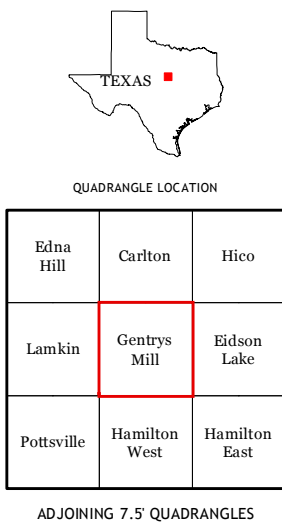 TEXAS
QUADRANGLE LOCATION
Edna
Hill
Carlton
Hico
Lamkin
Gentrys
Mill
Eidson
Lake
Pottsville
Hamilton
West
Hamilton
East
ADJOINING 7.5' QUADRANGLES